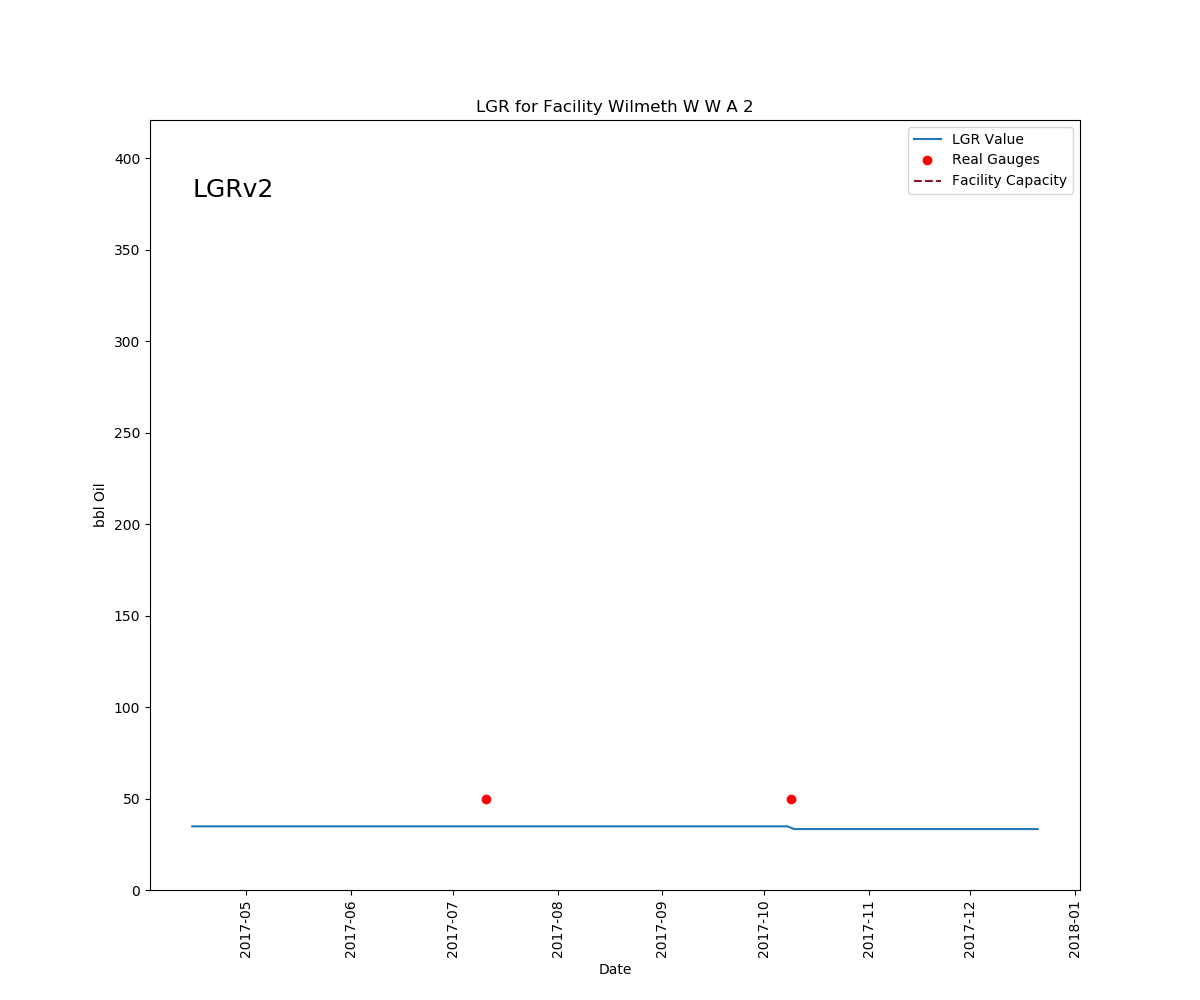 LGR for Facility Wilmeth W W A 2
LGR Value
Real Gauges
Facility Capacity
LGRv2
400
350
300
250
200
150
100
50
0
bbl Oil
2017-05
2017-06
2017-07
2017-08
2017-09
2017-10
2017-11
2017-12
2018-01
Date